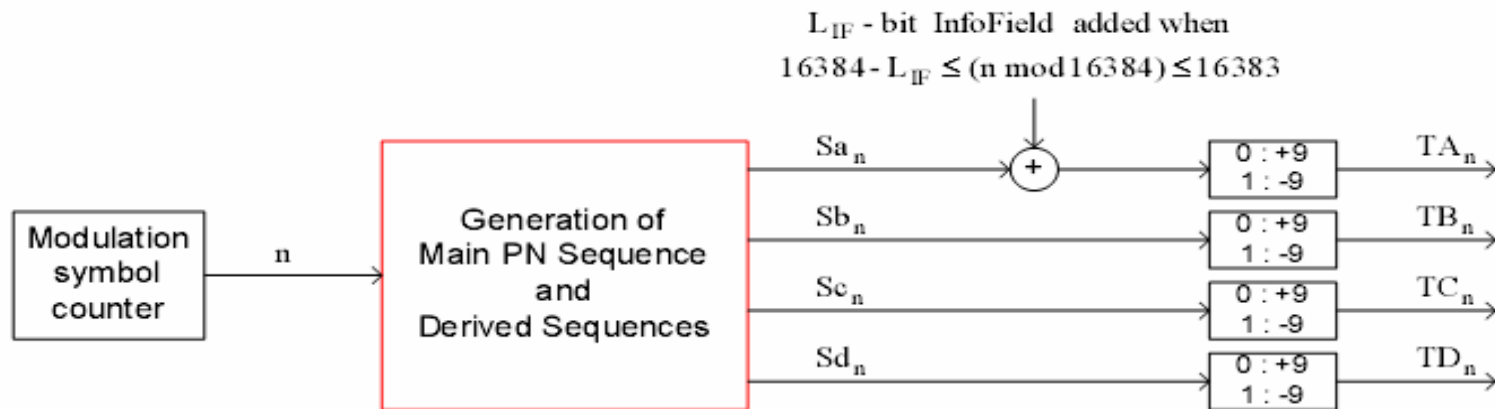 L_IF - bit InfoField added when
16384 - L_IF ≤ (n mod 16384) ≤ 16383
Modulation
symbol
counter
n
Generation of
Main PN Sequence
and
Derived Sequences
Sa_n
+
0 : +9
1 : -9
TA_n
Sb_n
0 : +9
1 : -9
TB_n
Sc_n
0 : +9
1 : -9
TC_n
Sd_n
0 : +9
1 : -9
TD_n